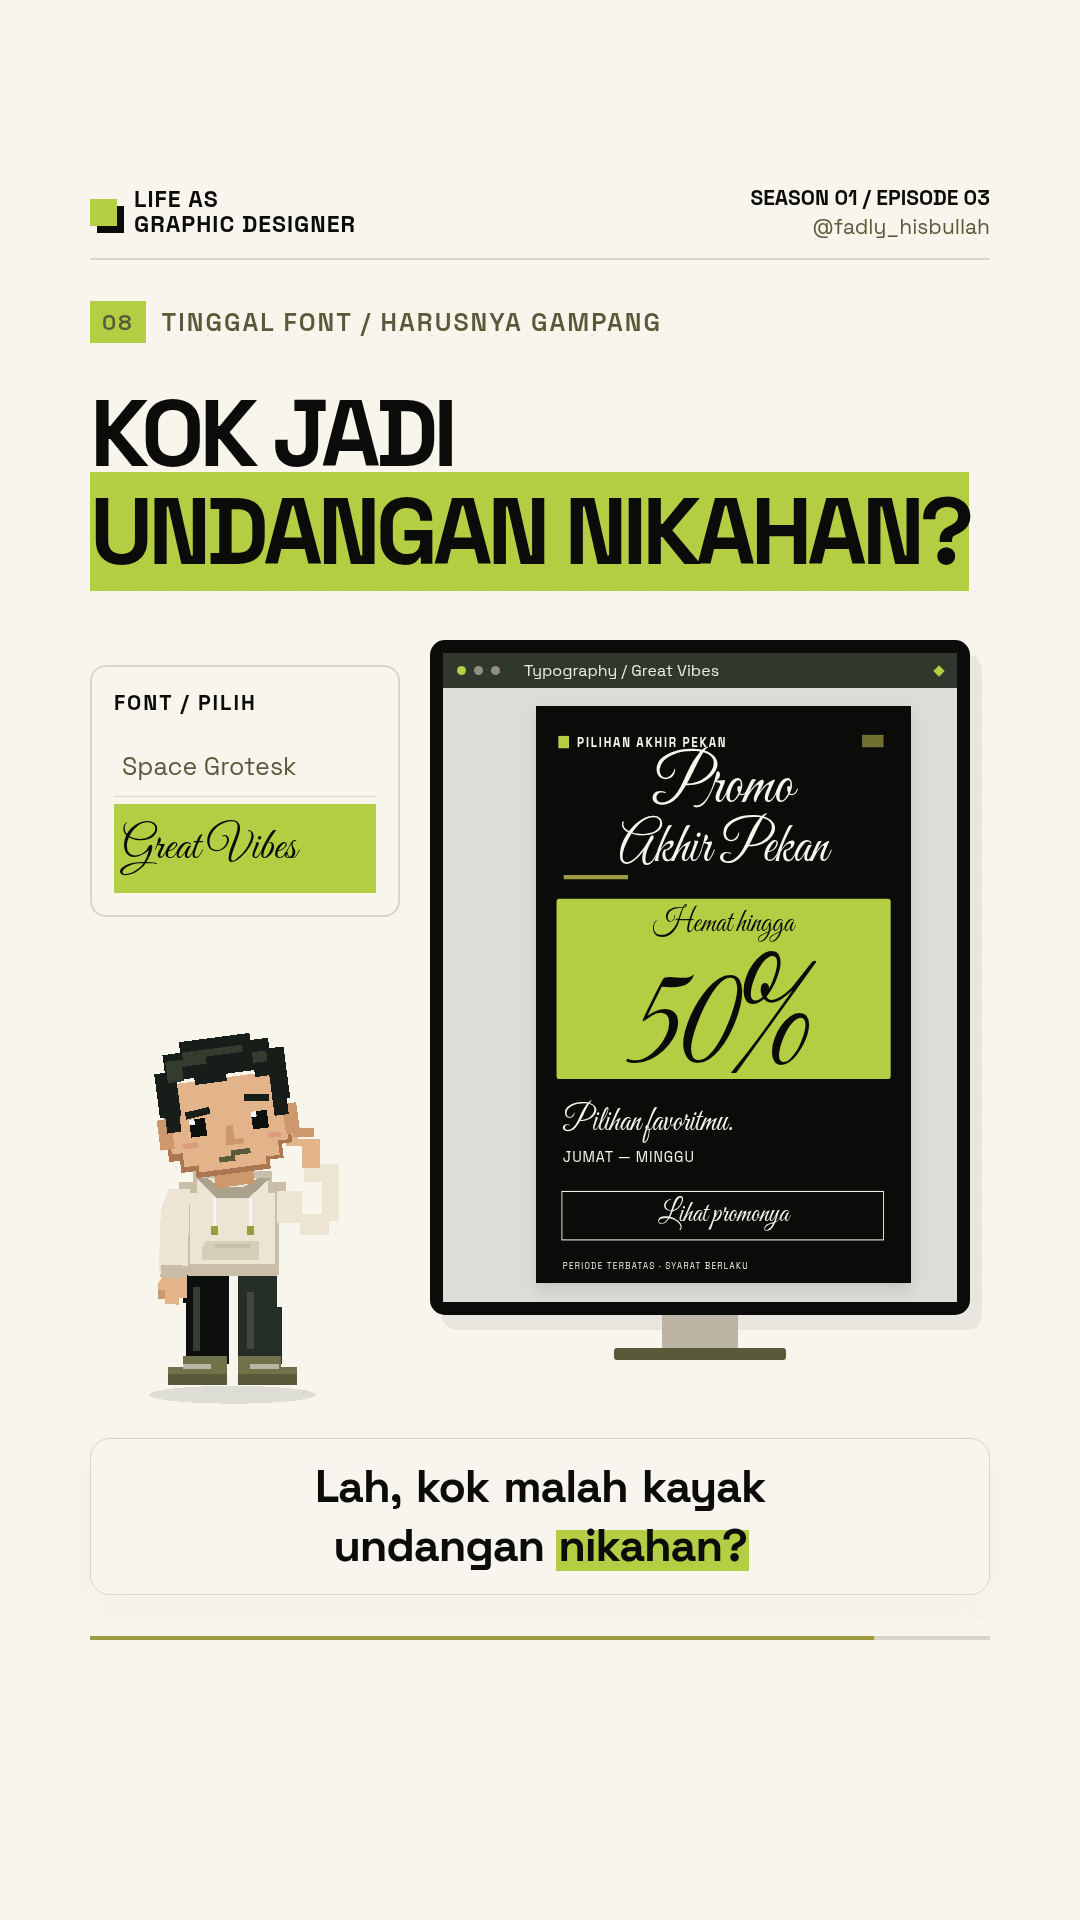 LIFE AS
GRAPHIC DESIGNER
SEASON 01 / EPISODE 03
@fadly_hisbullah
08 TINGGAL FONT / HARUSNYA GAMPANG
KOK JADI
UNDANGAN NIKAHAN?
FONT / PILIH
Space Grotesk
Great Vibes
Typography / Great Vibes
PILIHAN AKHIR PEKAN
Promo
Akhir Pekan
Hemat hingga
50%
Pilihan favoritmu.
JUMAT — MINGGU
Lihat promonya
PERIODE TERBATAS · SYARAT BERLAKU
Lah, kok malah kayak
undangan nikahan?